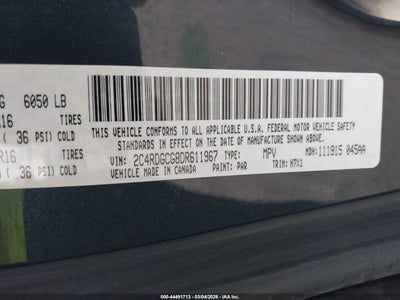 G 6050 LB
R16 TIRES
( 36 PSI) COLD
R16 TIRES
( 36 PSI) COLD
THIS VEHICLE CONFORMS TO ALL APPLICABLE U.S.A. FEDERAL MOTOR VEHICLE SAFETY
STANDARDS IN EFFECT ON THE DATE OF MANUFACTURE SHOWN ABOVE.
VIN: 2C4RDGCG8DR611967 MPV MDH: 111915 045AA
VEHICLE MADE IN CANADA PAINT: PAR TRIM: H7X1
000-44491713 - 03/04/2026 - IAA Inc.